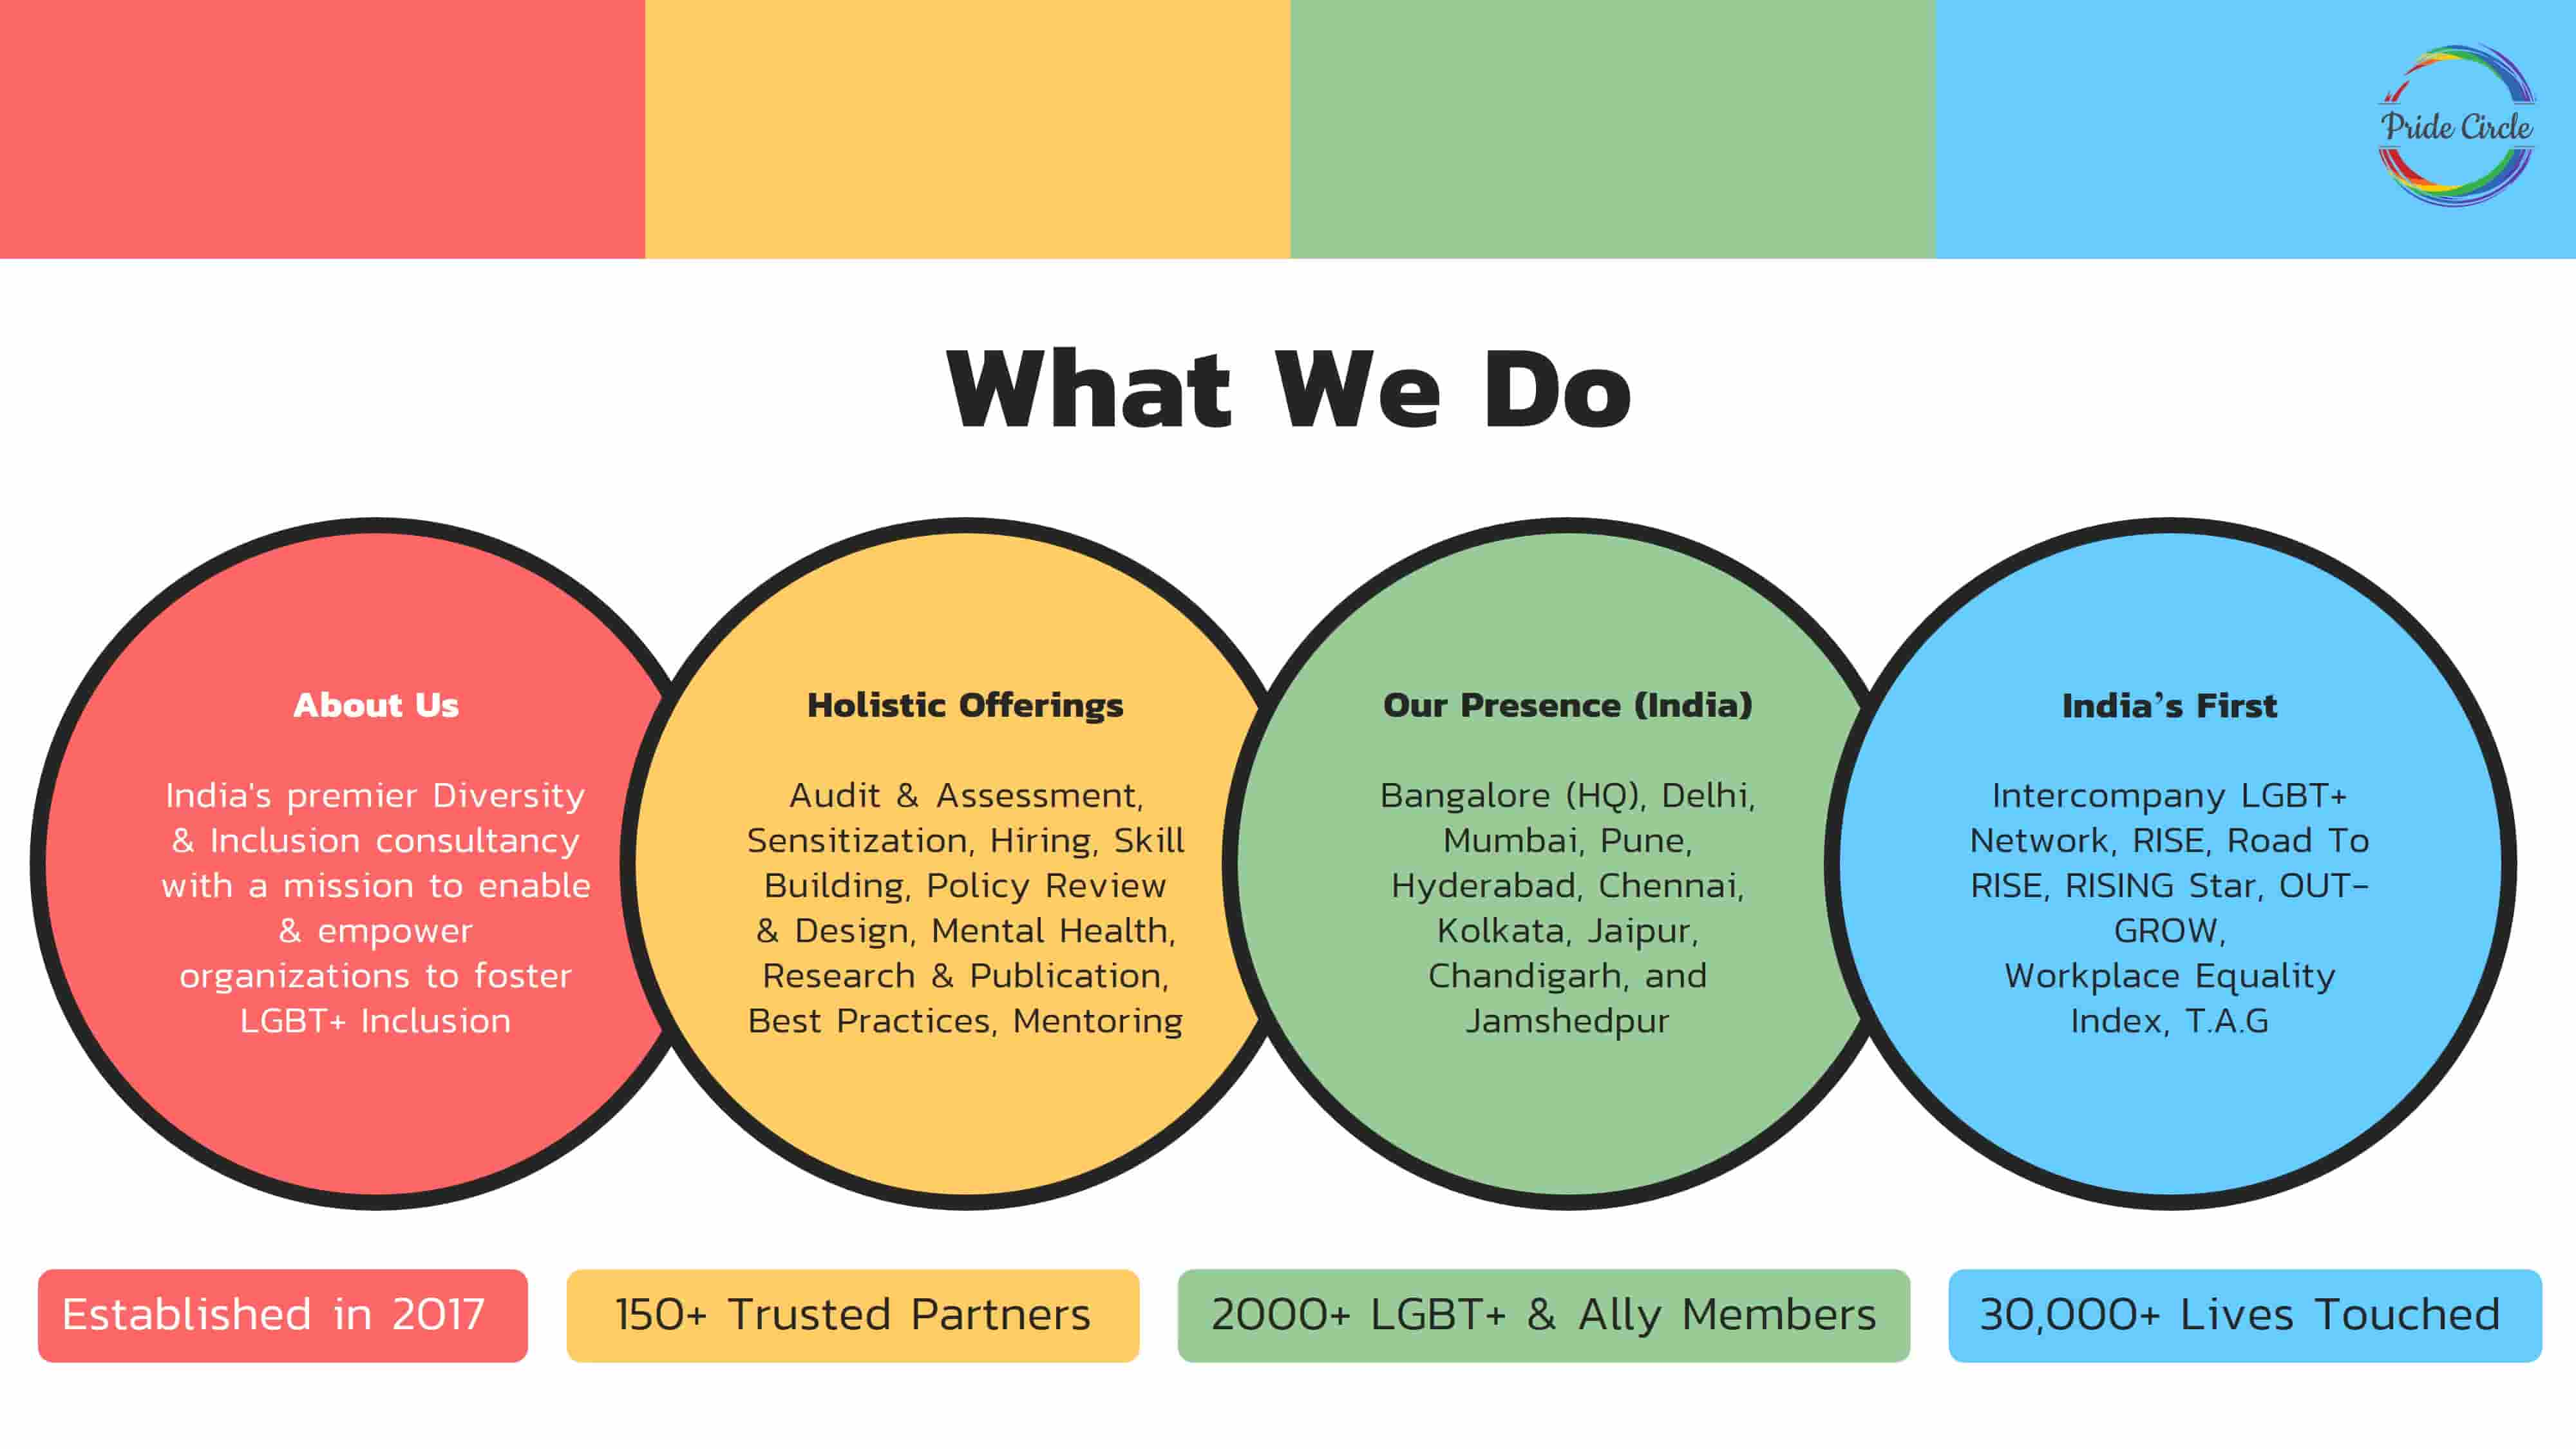 Pride Circle
What We Do
About Us
India's premier Diversity
& Inclusion consultancy
with a mission to enable
& empower
organizations to foster
LGBT+ Inclusion
Holistic Offerings
Audit & Assessment,
Sensitization, Hiring, Skill
Building, Policy Review
& Design, Mental Health,
Research & Publication,
Best Practices, Mentoring
Our Presence (India)
Bangalore (HQ), Delhi,
Mumbai, Pune,
Hyderabad, Chennai,
Kolkata, Jaipur,
Chandigarh, and
Jamshedpur
India’s First
Intercompany LGBT+
Network, RISE, Road To
RISE, RISING Star, OUT-
GROW,
Workplace Equality
Index, T.A.G
Established in 2017
150+ Trusted Partners
2000+ LGBT+ & Ally Members
30,000+ Lives Touched